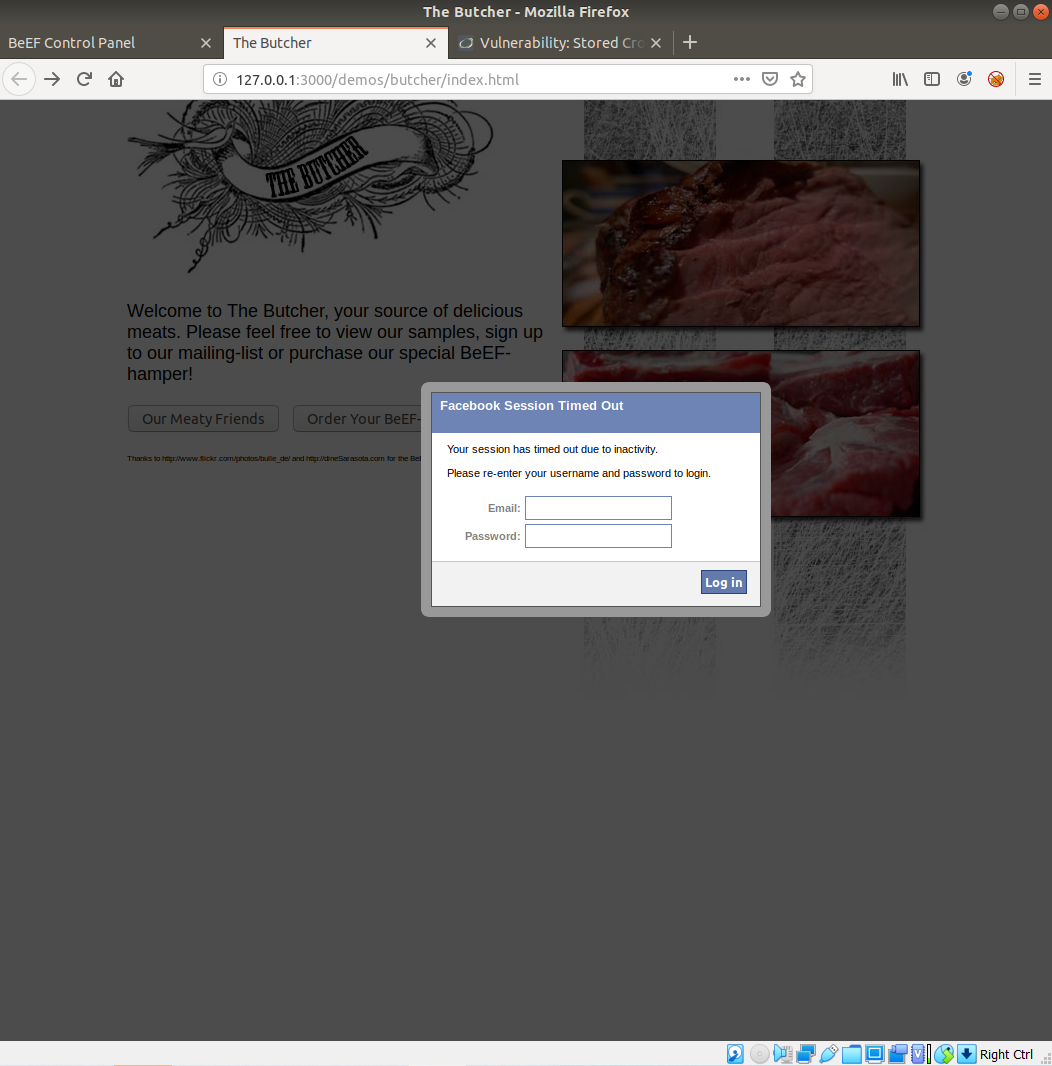 The Butcher - Mozilla Firefox
BeEF Control Panel
The Butcher
Vulnerability: Stored Cro
127.0.0.1:3000/demos/butcher/index.html
THE BUTCHER
Welcome to The Butcher, your source of delicious
meats. Please feel free to view our samples, sign up
to our mailing-list or purchase our special BeEF-
hamper!
Our Meaty Friends
Order Your BeEF-
Thanks to http://www.flickr.com/photos/bulle_de/ and http://dineSarasota.com for the
Facebook Session Timed Out
Your session has timed out due to inactivity.
Please re-enter your username and password to login.
Email:
Password:
Log in
V
Right Ctrl